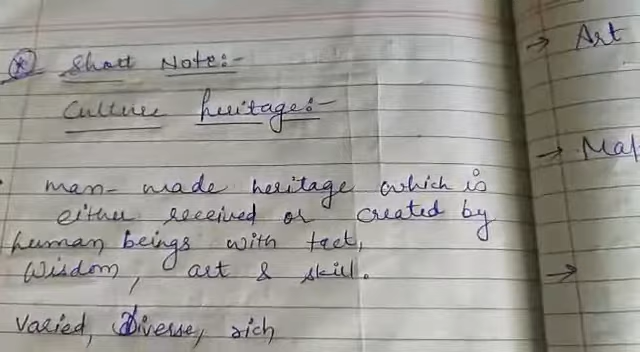 Short Note:-
Culture heritage:-
man-made heritage which is
either received or created by
human beings with tact,
Wisdom, art & skill.
Varied, Diverse, rich
→ Art
→
→